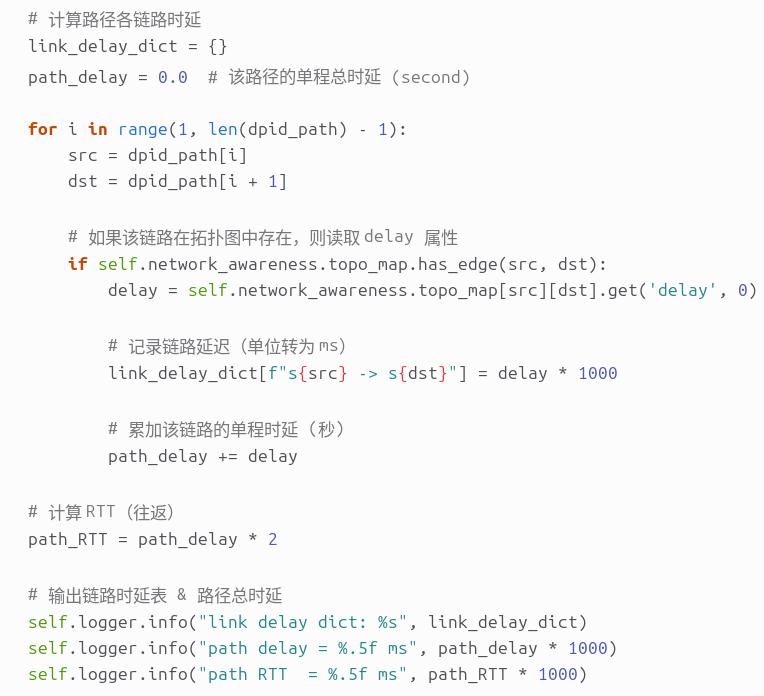 # 计算路径各链路时延
link_delay_dict = {}
path_delay = 0.0  # 该路径的单程总时延 (second)
for i in range(1, len(dpid_path) - 1):
    src = dpid_path[i]
    dst = dpid_path[i + 1]
    # 如果该链路在拓扑图中存在，则读取 delay 属性
    if self.network_awareness.topo_map.has_edge(src, dst):
        delay = self.network_awareness.topo_map[src][dst].get('delay', 0)
        # 记录链路延迟（单位转为 ms）
        link_delay_dict[f"s{src} -> s{dst}"] = delay * 1000
        # 累加该链路的单程时延（秒）
        path_delay += delay
# 计算 RTT（往返）
path_RTT = path_delay * 2
# 输出链路时延表 & 路径总时延
self.logger.info("link delay dict: %s", link_delay_dict)
self.logger.info("path delay = %.5f ms", path_delay * 1000)
self.logger.info("path RTT  = %.5f ms", path_RTT * 1000)